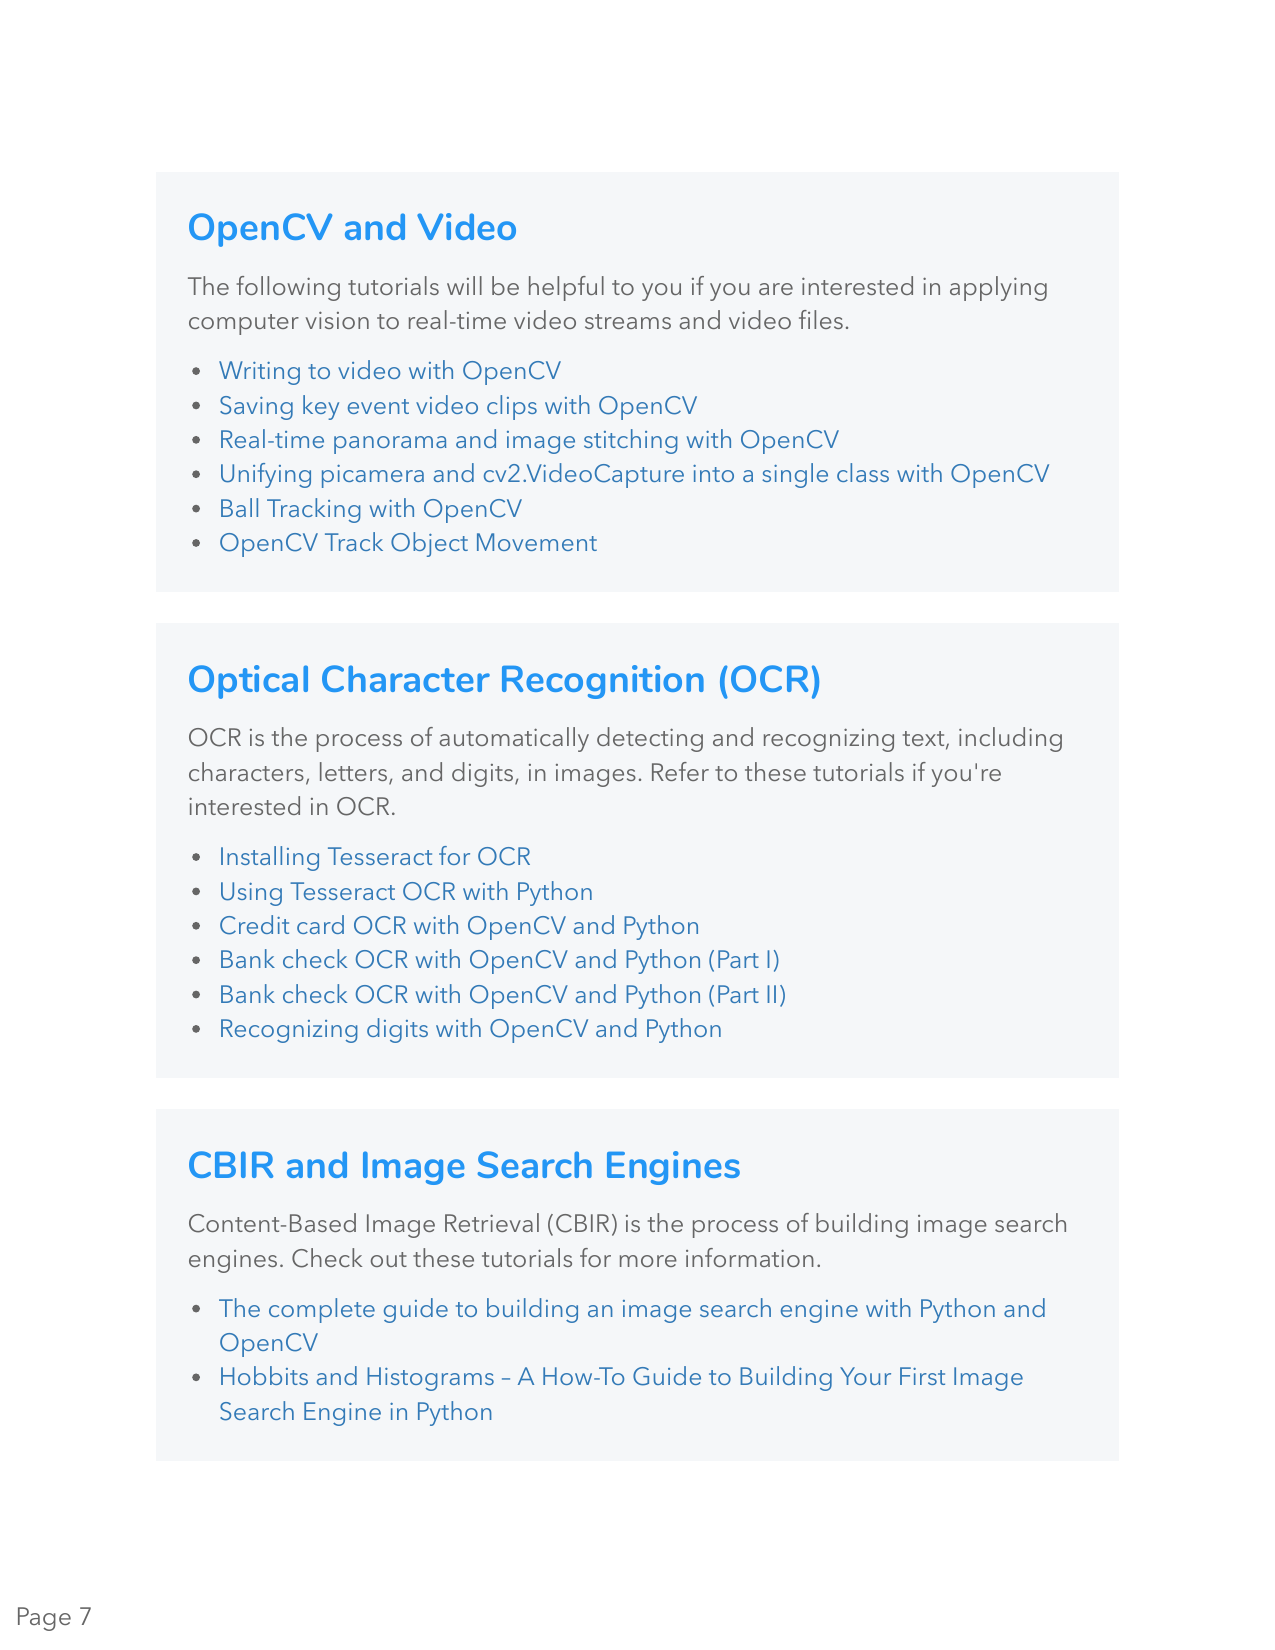 OpenCV and Video
The following tutorials will be helpful to you if you are interested in applying
computer vision to real-time video streams and video files.
• Writing to video with OpenCV
• Saving key event video clips with OpenCV
• Real-time panorama and image stitching with OpenCV
• Unifying picamera and cv2.VideoCapture into a single class with OpenCV
• Ball Tracking with OpenCV
• OpenCV Track Object Movement
Optical Character Recognition (OCR)
OCR is the process of automatically detecting and recognizing text, including
characters, letters, and digits, in images. Refer to these tutorials if you're
interested in OCR.
• Installing Tesseract for OCR
• Using Tesseract OCR with Python
• Credit card OCR with OpenCV and Python
• Bank check OCR with OpenCV and Python (Part I)
• Bank check OCR with OpenCV and Python (Part II)
• Recognizing digits with OpenCV and Python
CBIR and Image Search Engines
Content-Based Image Retrieval (CBIR) is the process of building image search
engines. Check out these tutorials for more information.
• The complete guide to building an image search engine with Python and
OpenCV
• Hobbits and Histograms – A How-To Guide to Building Your First Image
Search Engine in Python
Page 7